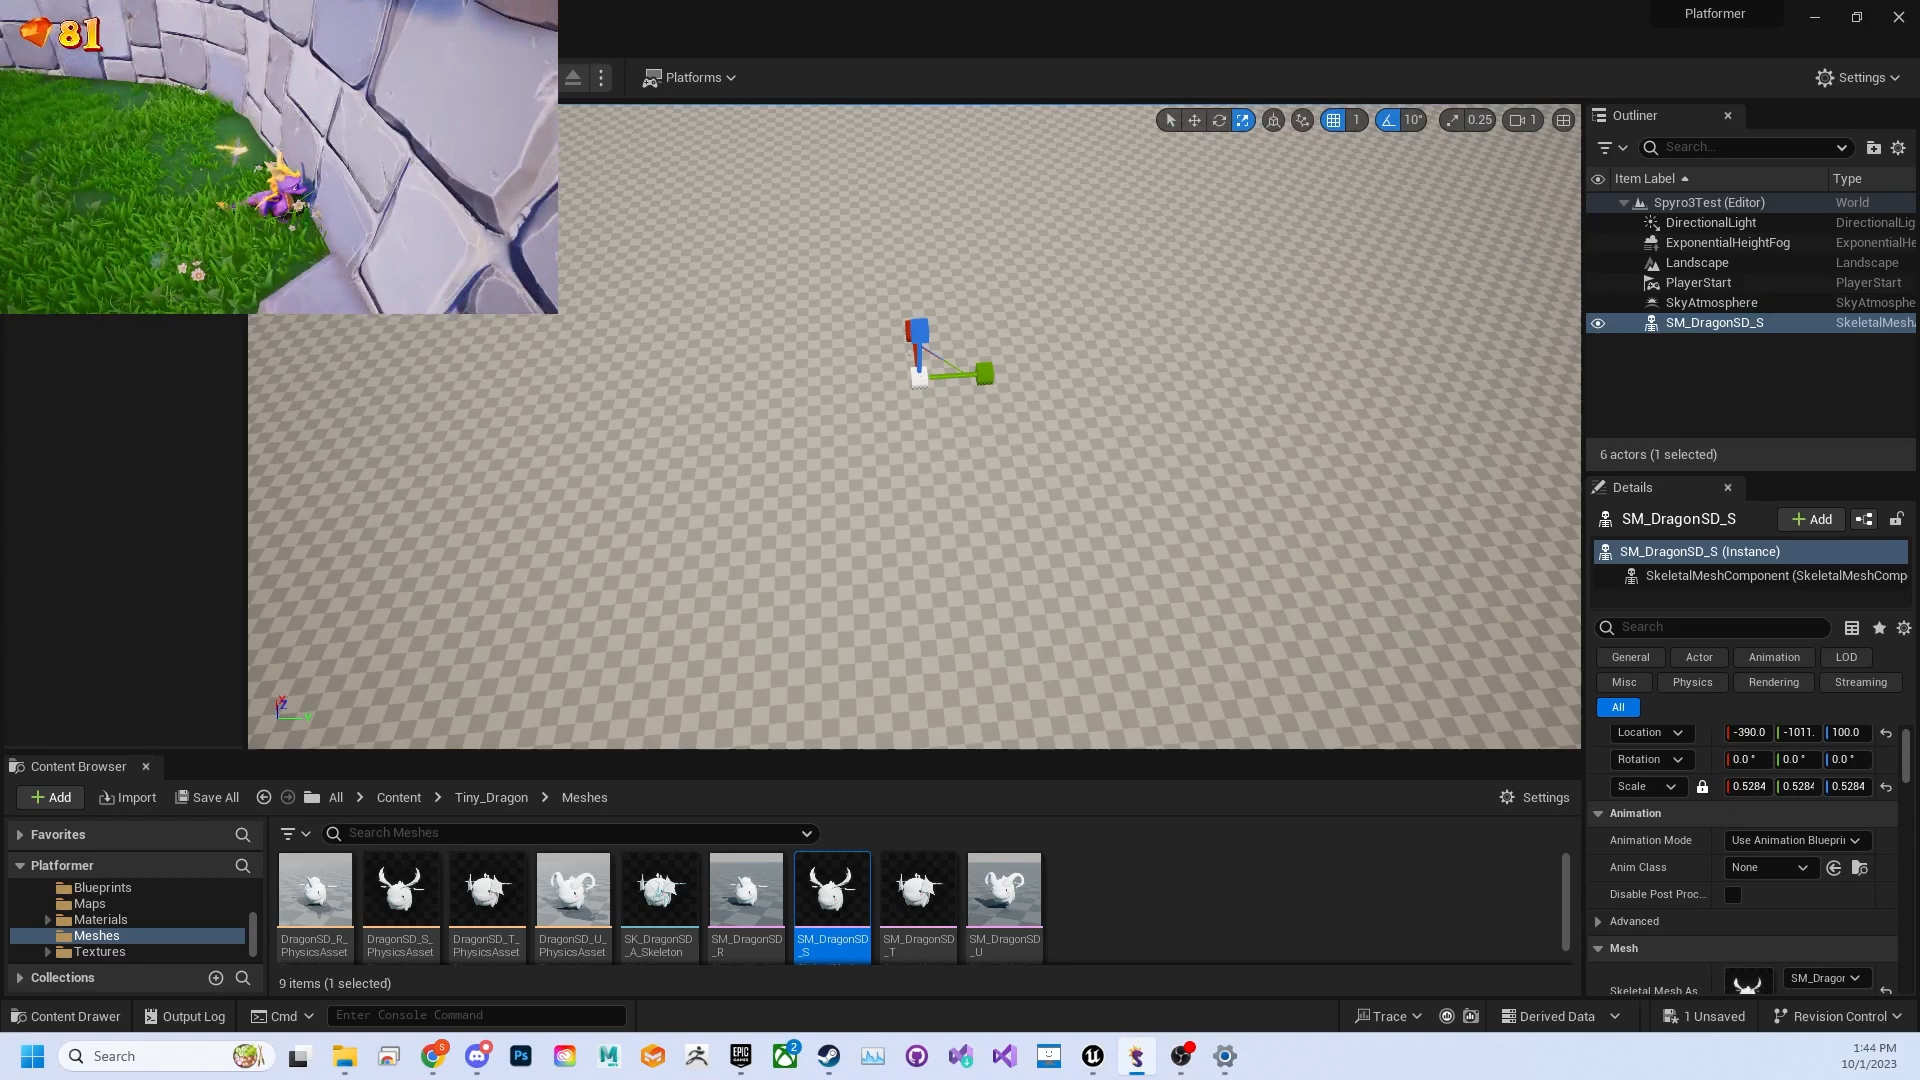 81
Platformer
Platforms
Settings
1
10°
0.25
1
Outliner
Search...
Item Label
Type
Spyro3Test (Editor)
World
DirectionalLight
DirectionalLig
ExponentialHeightFog
ExponentialHe
Landscape
Landscape
PlayerStart
PlayerStart
SkyAtmosphere
SkyAtmosphe
SM_DragonSD_S
SkeletalMesh
6 actors (1 selected)
Details
SM_DragonSD_S
Add
SM_DragonSD_S (Instance)
SkeletalMeshComponent (SkeletalMeshComp
Search
General
Actor
Animation
LOD
Misc
Physics
Rendering
Streaming
All
Location
-390.0
-1011.
100.0
Rotation
0.0 °
0.0 °
0.0 °
Scale
0.5284
0.5284
0.5284
Animation
Animation Mode
Use Animation Blueprin
Anim Class
None
Disable Post Proc...
Advanced
Mesh
Skeletal Mesh As
SM_Dragor
X
Z
Y
Content Browser
Add
Import
Save All
All
Content
Tiny_Dragon
Meshes
Settings
Favorites
Search Meshes
Platformer
Blueprints
Maps
Materials
Meshes
Textures
Collections
DragonSD_R_
PhysicsAsset
DragonSD_S_
PhysicsAsset
DragonSD_T_
PhysicsAsset
DragonSD_U_
PhysicsAsset
SK_DragonSD
_A_Skeleton
SM_DragonSD
_R
SM_DragonSD
_S
SM_DragonSD
_T
SM_DragonSD
_U
9 items (1 selected)
Content Drawer
Output Log
Cmd
Enter Console Command
Trace
Derived Data
1 Unsaved
Revision Control
Search
S
Ps
M
EPIC
GAMES
2
1:44 PM
10/1/2023